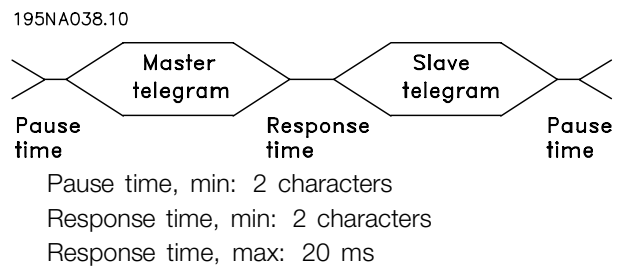 195NA038.10
Master telegram
Slave telegram
Pause time
Response time
Pause time
Pause time, min: 2 characters
Response time, min: 2 characters
Response time, max: 20 ms